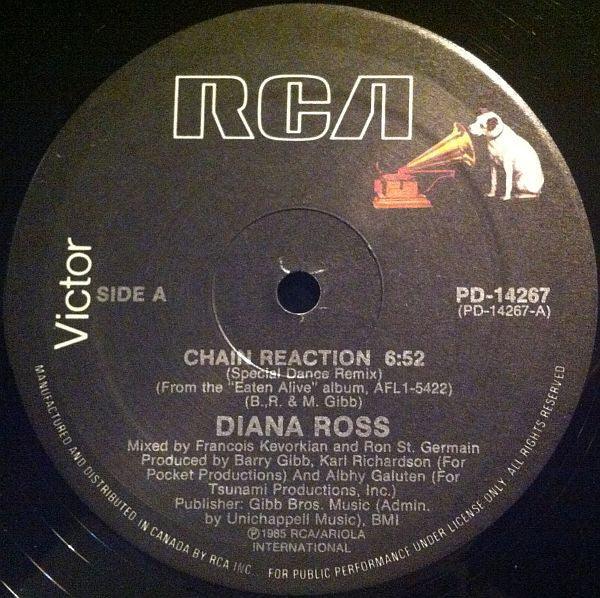 RCA
Victor
SIDE A
PD-14267
(PD-14267-A)
CHAIN REACTION 6:52
(Special Dance Remix)
(From the "Eaten Alive" album, AFL1-5422)
(B.,R. & M. Gibb)
DIANA ROSS
Mixed by Francois Kevorkian and Ron St. Germain
Produced by Barry Gibb, Karl Richardson (For
Pocket Productions) And Albhy Galuten (For
Tsunami Productions, Inc.)
Publisher: Gibb Bros. Music (Admin.
by Unichappell Music), BMI
Ⓟ1985 RCA/ARIOLA
INTERNATIONAL
MANUFACTURED AND DISTRIBUTED IN CANADA BY RCA INC. FOR PUBLIC PERFORMANCE UNDER LICENSE ONLY. ALL RIGHTS RESERVED